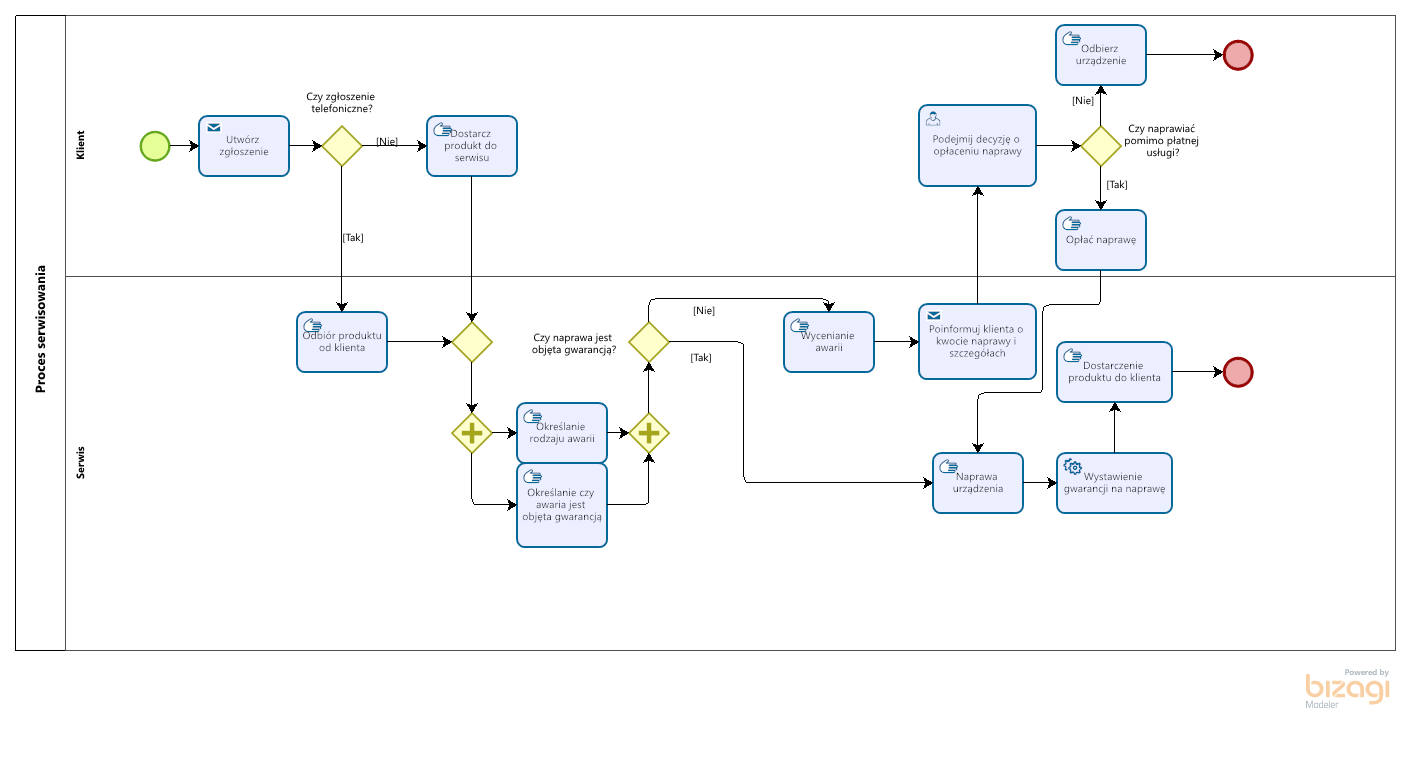 Proces serwisowania
Klient
Utwórz
zgłoszenie
Czy zgłoszenie
telefoniczne?
[Nie]
[Tak]
Dostarcz
produkt do
serwisu
Podejmij decyzję o
opłaceniu naprawy
Odbierz
urządzenie
[Nie]
Czy naprawiać
pomimo płatnej
usługi?
[Tak]
Opłać naprawę
Serwis
Odbiór produktu
od klienta
Określanie
rodzaju awarii
Określanie czy
awaria jest
objęta gwarancją
Czy naprawa jest
objęta gwarancją?
[Nie]
[Tak]
Wycenianie
awarii
Poinformuj klienta o
kwocie naprawy i
szczegółach
Naprawa
urządzenia
Wystawienie
gwarancji na naprawę
Dostarczenie
produktu do klienta
Powered by
bizagi
Modeler